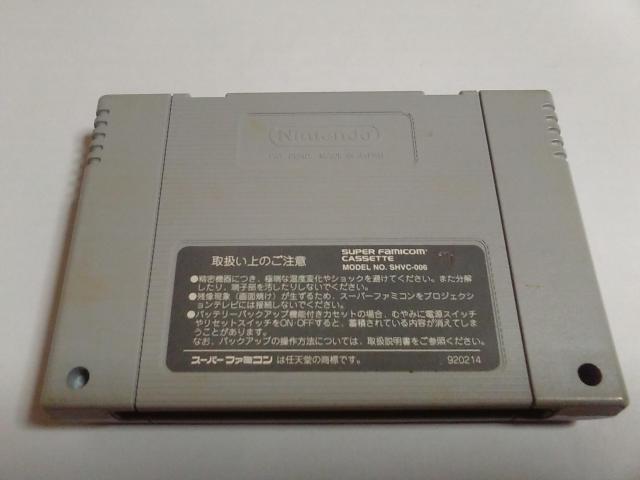 Nintendo
PAT. PEND. MADE IN JAPAN
取扱い上のご注意
SUPER Famicom
CASSETTE
MODEL NO. SHVC-006
●精密機器につき、極端な温度変化やショックを避けてください。また分解
したり、端子部を汚したりしないでください。
●残像現象(画面焼け)が生ずるため、スーパーファミコンをプロジェクシ
ョンテレビには接続しないでください。
●バッテリーバックアップ機能付きカセットの場合、むやみに電源スイッチ
やリセットスイッチをON・OFFすると、蓄積されている内容が消えてしま
うことがあります。
なお、バックアップの操作方法については、取扱説明書をご参照ください。
スーパーファミコン は任天堂の商標です。
920214